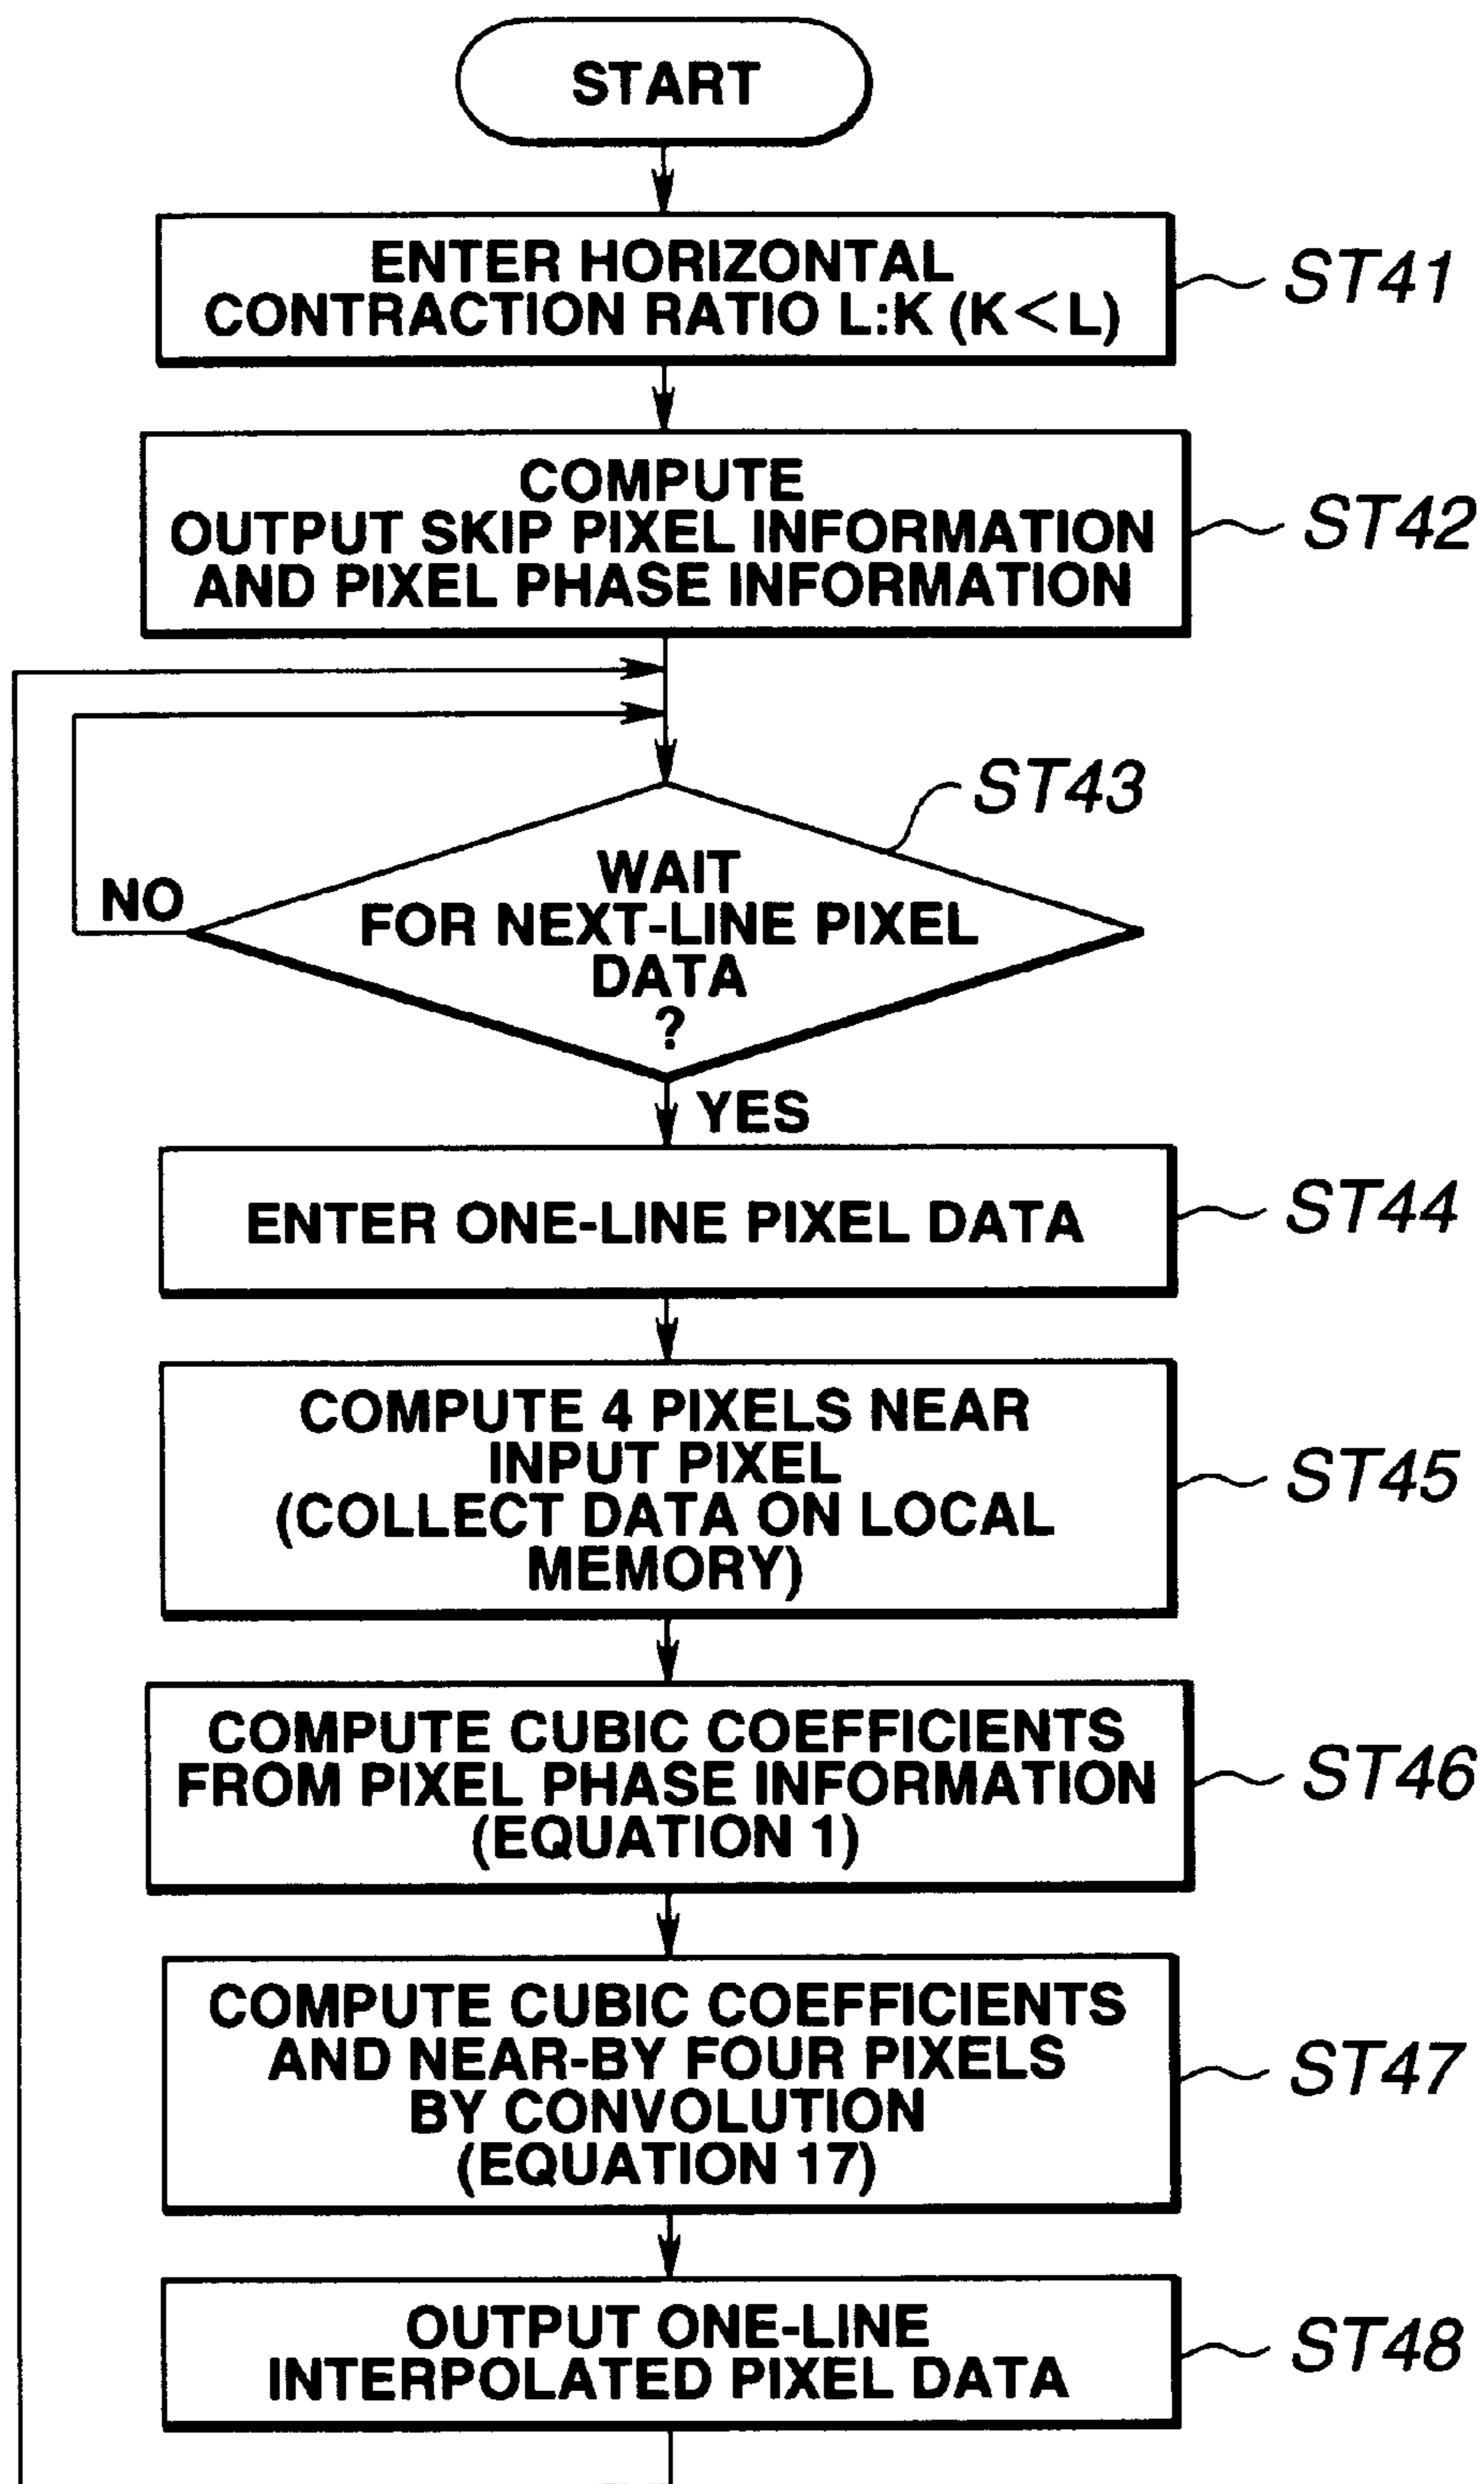 START
ENTER HORIZONTAL
CONTRACTION RATIO L:K (K<L)
ST41
COMPUTE
OUTPUT SKIP PIXEL INFORMATION
AND PIXEL PHASE INFORMATION
ST42
ST43
WAIT
FOR NEXT-LINE PIXEL
DATA
?
NO
YES
ENTER ONE-LINE PIXEL DATA
ST44
COMPUTE 4 PIXELS NEAR
INPUT PIXEL
(COLLECT DATA ON LOCAL
MEMORY)
ST45
COMPUTE CUBIC COEFFICIENTS
FROM PIXEL PHASE INFORMATION
(EQUATION 1)
ST46
COMPUTE CUBIC COEFFICIENTS
AND NEAR-BY FOUR PIXELS
BY CONVOLUTION
(EQUATION 17)
ST47
OUTPUT ONE-LINE
INTERPOLATED PIXEL DATA
ST48